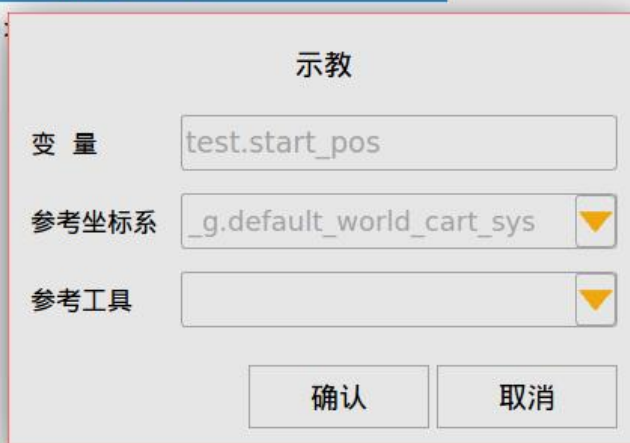 示教
变 量 test.start_pos
参考坐标系 _g.default_world_cart_sys
参考工具
确认 取消